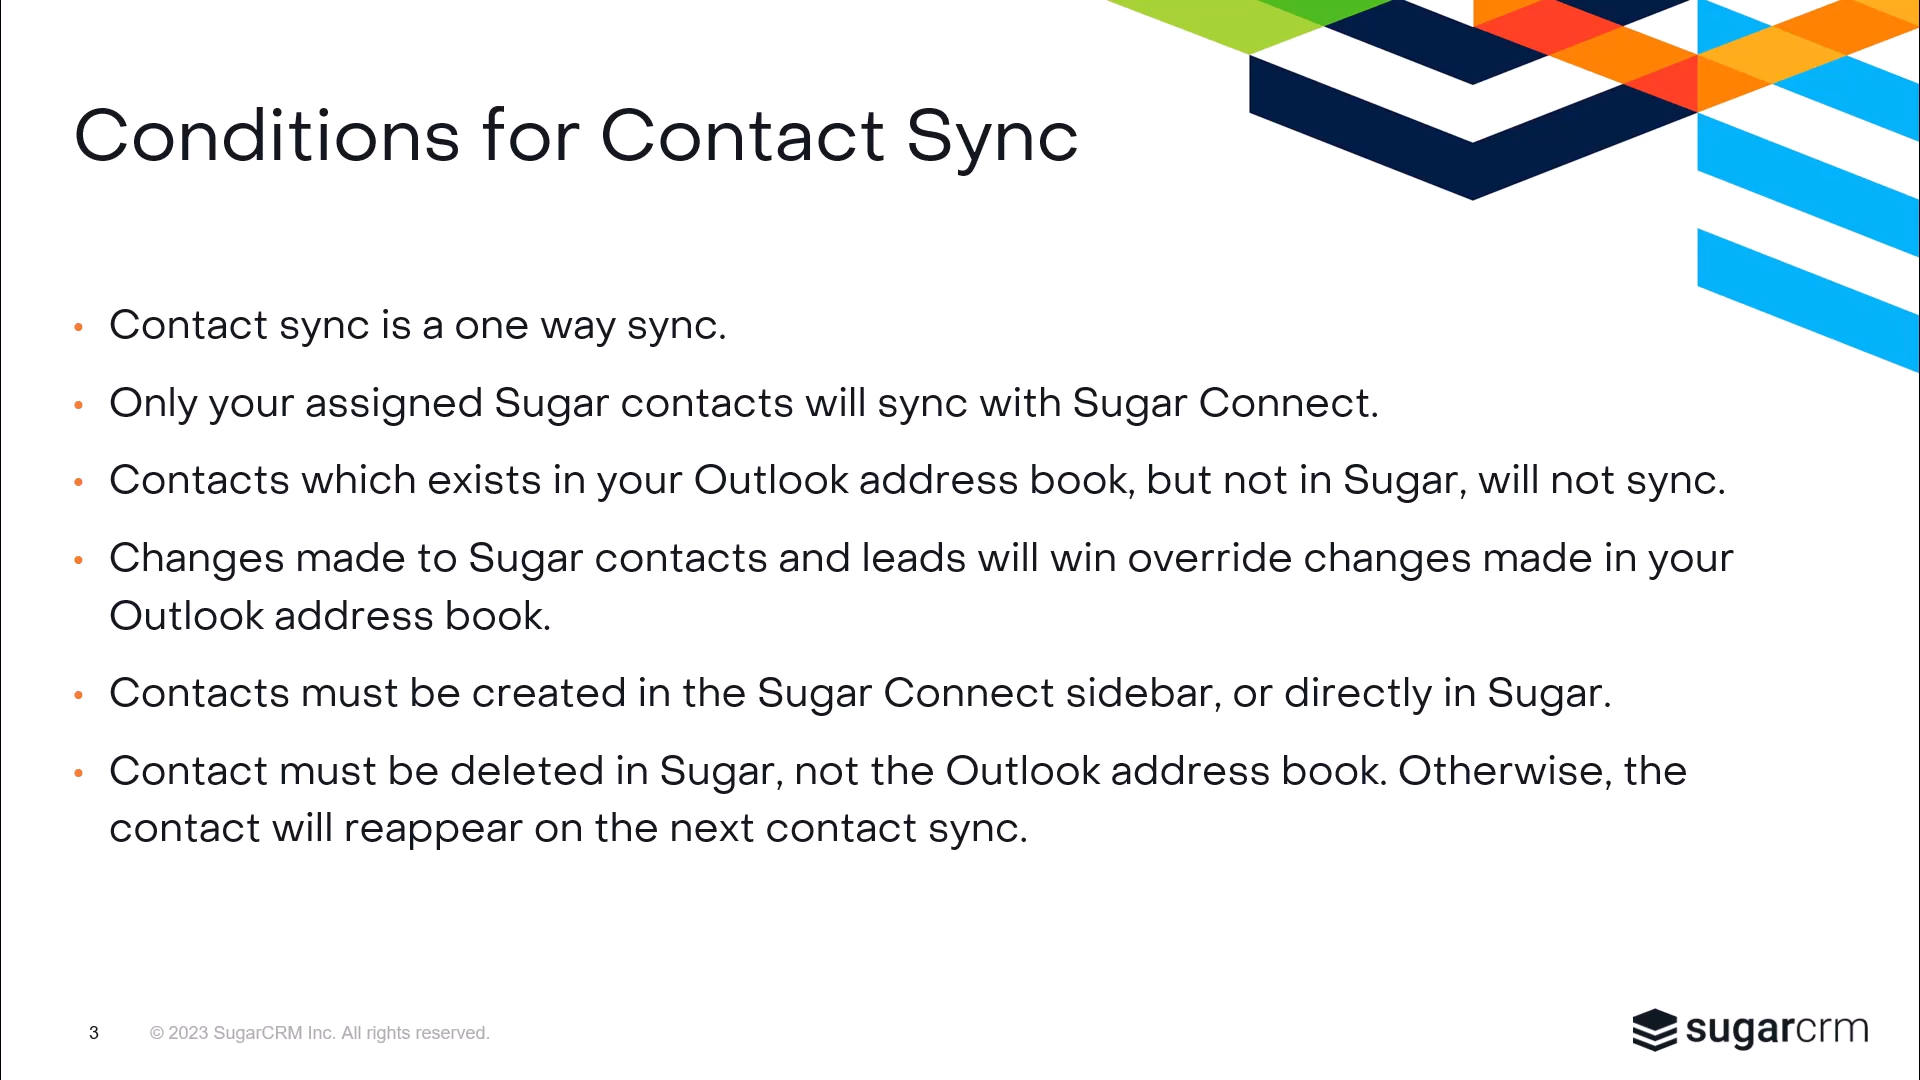 Conditions for Contact Sync
• Contact sync is a one way sync.
• Only your assigned Sugar contacts will sync with Sugar Connect.
• Contacts which exists in your Outlook address book, but not in Sugar, will not sync.
• Changes made to Sugar contacts and leads will win override changes made in your
Outlook address book.
• Contacts must be created in the Sugar Connect sidebar, or directly in Sugar.
• Contact must be deleted in Sugar, not the Outlook address book. Otherwise, the
contact will reappear on the next contact sync.
3 © 2023 SugarCRM Inc. All rights reserved.
sugarcrm